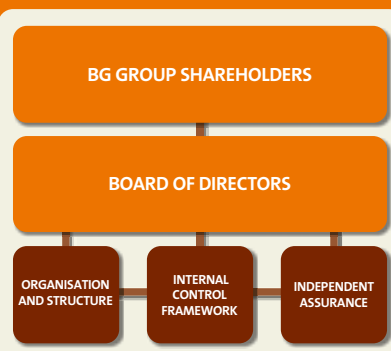 BG GROUP SHAREHOLDERS
BOARD OF DIRECTORS
ORGANISATION
AND STRUCTURE
INTERNAL
CONTROL
FRAMEWORK
INDEPENDENT
ASSURANCE